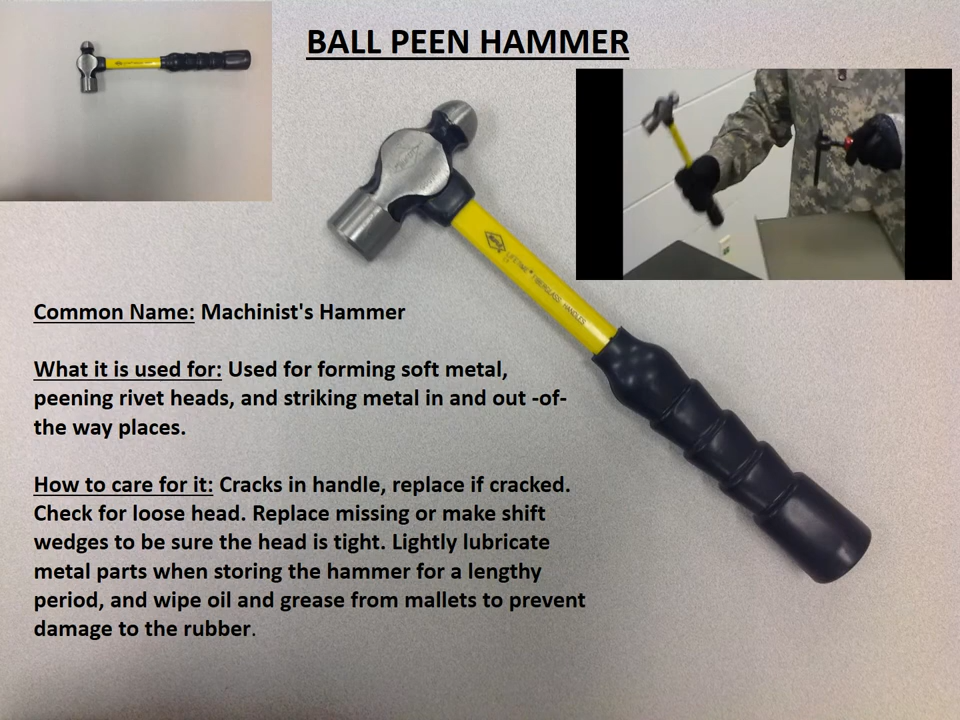 BALL PEEN HAMMER
Common Name: Machinist's Hammer
What it is used for: Used for forming soft metal,
peening rivet heads, and striking metal in and out -of-
the way places.
How to care for it: Cracks in handle, replace if cracked.
Check for loose head. Replace missing or make shift
wedges to be sure the head is tight. Lightly lubricate
metal parts when storing the hammer for a lengthy
period, and wipe oil and grease from mallets to prevent
damage to the rubber.
LIFETIME® FIBERGLASS HANDLES